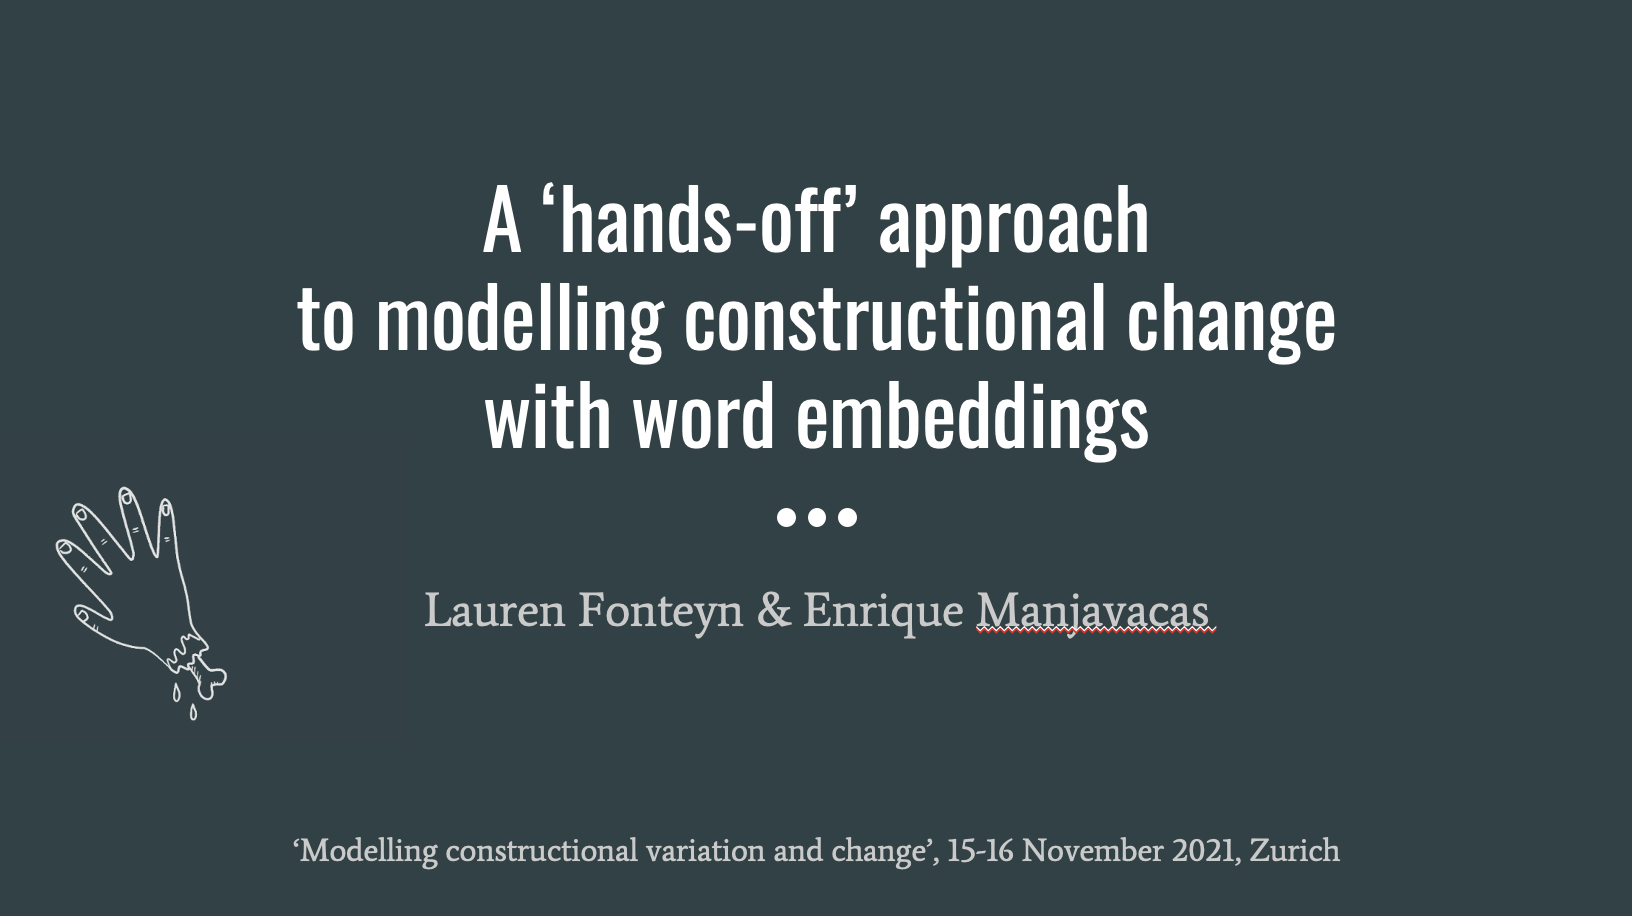 A ‘hands-off’ approach
to modelling constructional change
with word embeddings
Lauren Fonteyn & Enrique Manjavacas
‘Modelling constructional variation and change’, 15-16 November 2021, Zurich